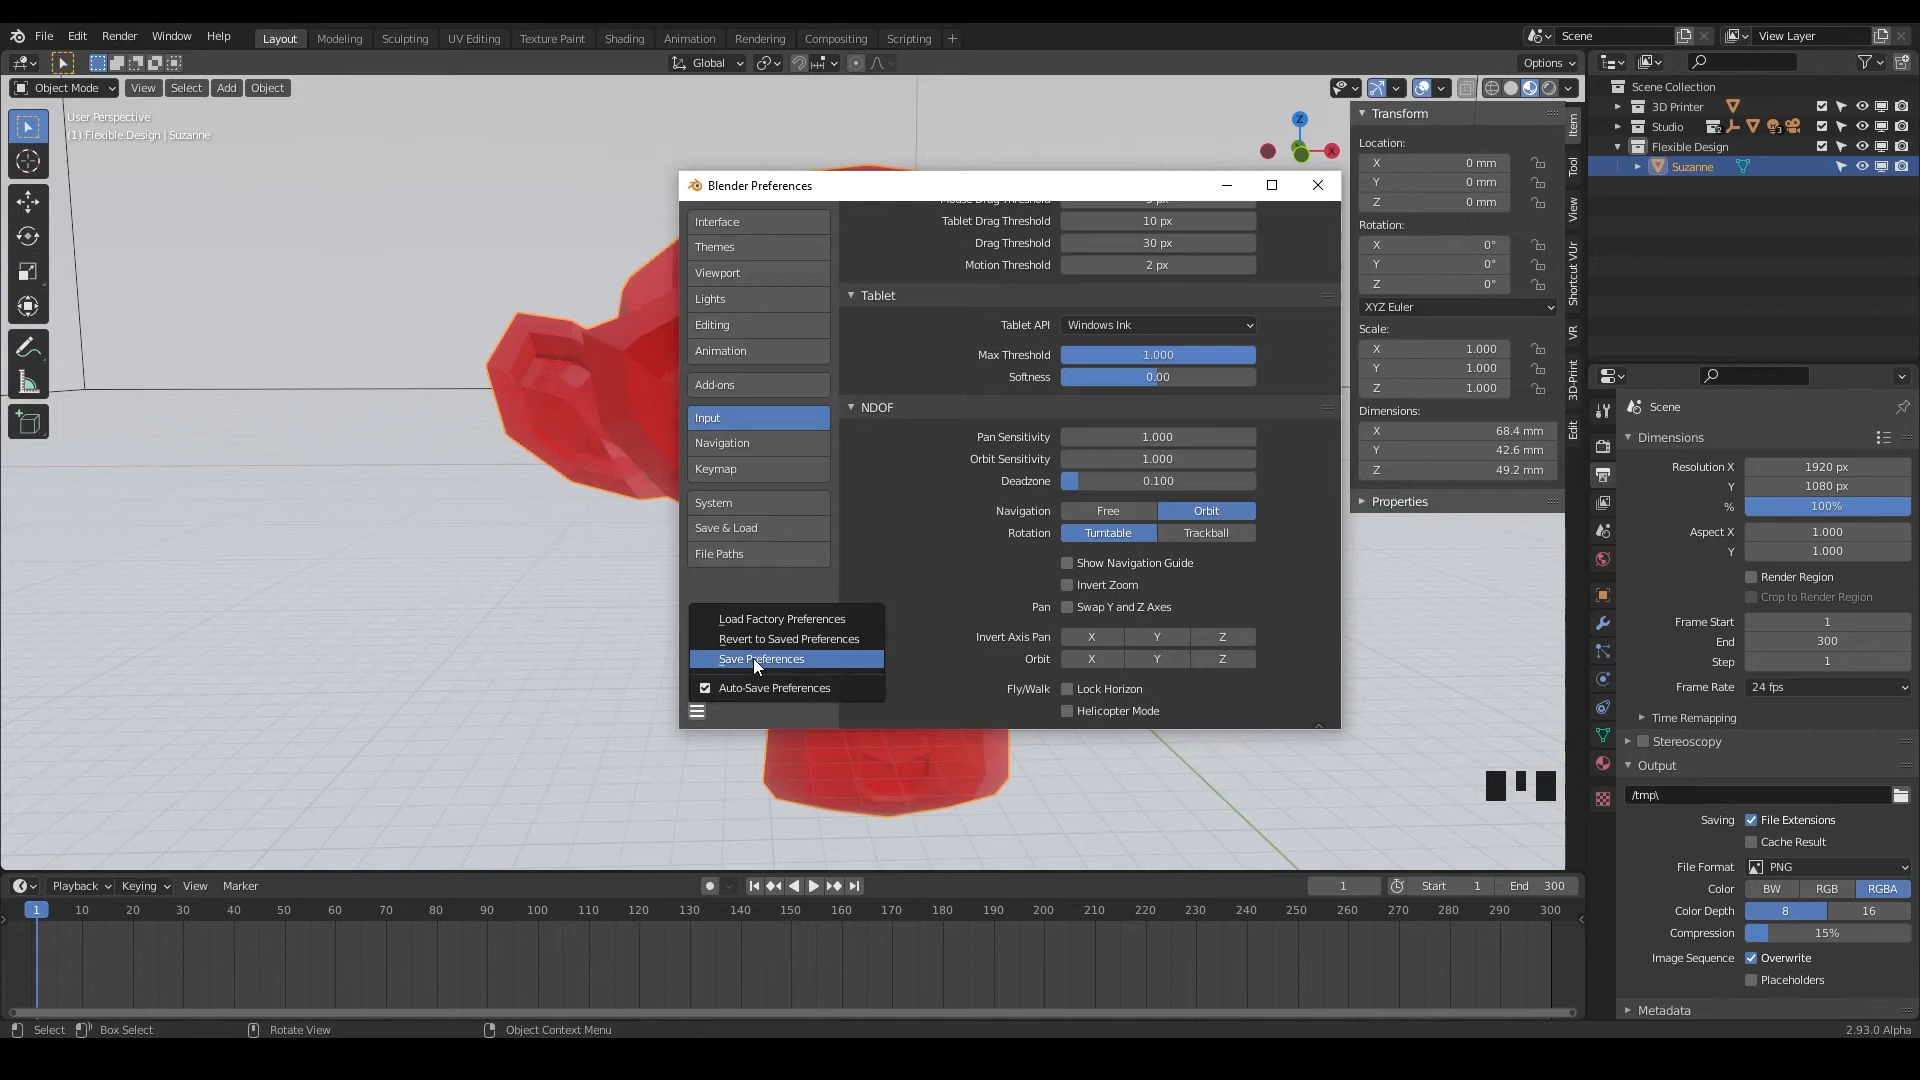 File Edit Render Window Help Layout Modeling Sculpting UV Editing Texture Paint Shading Animation Rendering Compositing Scripting + Scene View Layer
Global Options
Object Mode View Select Add Object
User Perspective
(1) Flexible Design | Suzanne
Z
X
Blender Preferences
Interface
Themes
Viewport
Lights
Editing
Animation
Add-ons
Input
Navigation
Keymap
System
Save & Load
File Paths
Load Factory Preferences
Revert to Saved Preferences
Save Preferences
Auto-Save Preferences
Tablet Drag Threshold 10 px
Drag Threshold 30 px
Motion Threshold 2 px
Tablet
Tablet API Windows Ink
Max Threshold 1.000
Softness 0.00
NDOF
Pan Sensitivity 1.000
Orbit Sensitivity 1.000
Deadzone 0.100
Navigation Free Orbit
Rotation Turntable Trackball
Show Navigation Guide
Invert Zoom
Pan Swap Y and Z Axes
Invert Axis Pan X Y Z
Orbit X Y Z
Fly/Walk Lock Horizon
Helicopter Mode
Transform
Location:
X 0 mm
Y 0 mm
Z 0 mm
Rotation:
X 0°
Y 0°
Z 0°
XYZ Euler
Scale:
X 1.000
Y 1.000
Z 1.000
Dimensions:
X 68.4 mm
Y 42.6 mm
Z 49.2 mm
Properties
Item
Tool
View
Shortcut VUr
VR
3D-Print
Edit
Scene Collection
3D Printer
Studio 2 3
Flexible Design
Suzanne
Scene
Dimensions
Resolution X 1920 px
Y 1080 px
% 100%
Aspect X 1.000
Y 1.000
Render Region
Crop to Render Region
Frame Start 1
End 300
Step 1
Frame Rate 24 fps
Time Remapping
Stereoscopy
Output
/tmp\
Saving File Extensions
Cache Result
File Format PNG
Color BW RGB RGBA
Color Depth 8 16
Compression 15%
Image Sequence Overwrite
Placeholders
Metadata
Playback Keying View Marker 1 Start 1 End 300
1 10 20 30 40 50 60 70 80 90 100 110 120 130 140 150 160 170 180 190 200 210 220 230 240 250 260 270 280 290 300
Select Box Select Rotate View Object Context Menu 2.93.0 Alpha